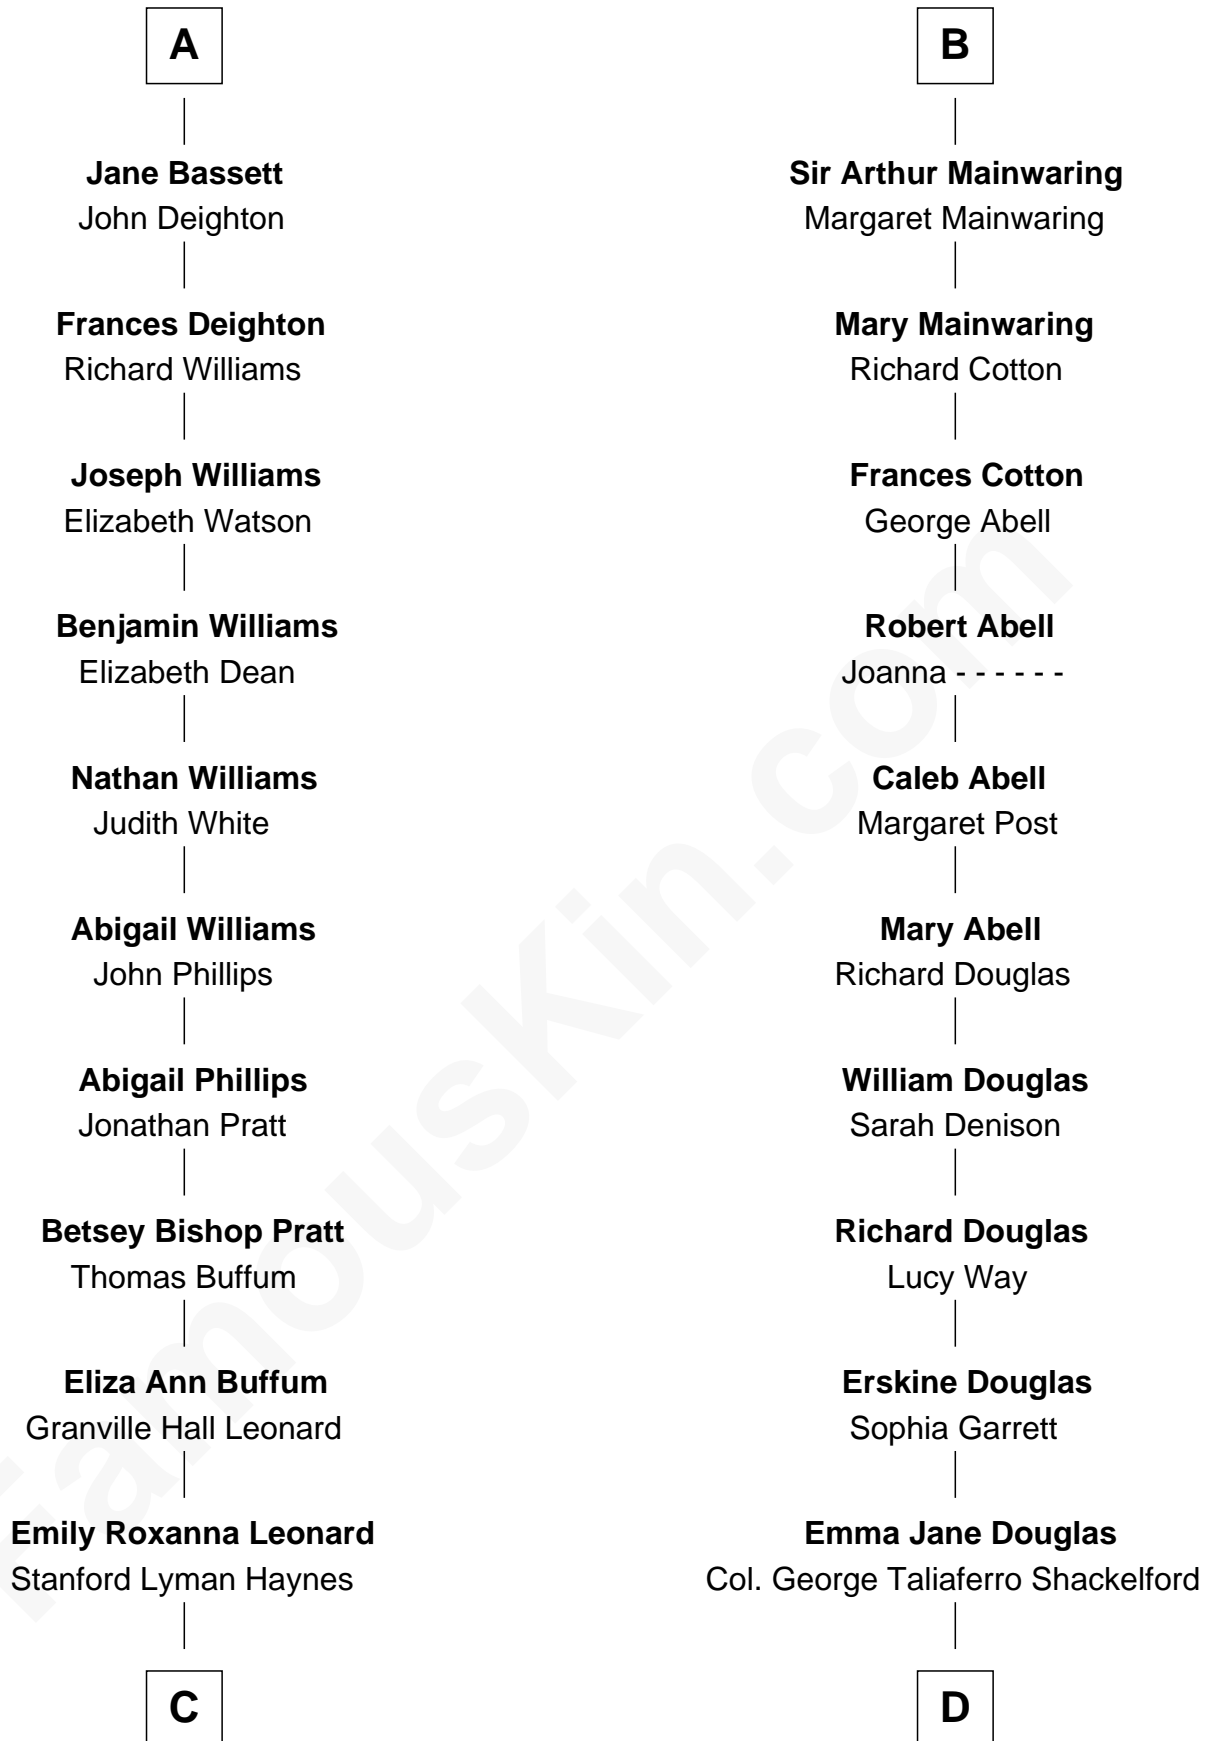 A
Jane Bassett
John Deighton
Frances Deighton
Richard Williams
Joseph Williams
Elizabeth Watson
Benjamin Williams
Elizabeth Dean
Nathan Williams
Judith White
Abigail Williams
John Phillips
Abigail Phillips
Jonathan Pratt
Betsey Bishop Pratt
Thomas Buffum
Eliza Ann Buffum
Granville Hall Leonard
Emily Roxanna Leonard
Stanford Lyman Haynes
C
B
Sir Arthur Mainwaring
Margaret Mainwaring
Mary Mainwaring
Richard Cotton
Frances Cotton
George Abell
Robert Abell
Joanna - - - - - -
Caleb Abell
Margaret Post
Mary Abell
Richard Douglas
William Douglas
Sarah Denison
Richard Douglas
Lucy Way
Erskine Douglas
Sophia Garrett
Emma Jane Douglas
Col. George Taliaferro Shackelford
D
FamousKin.com